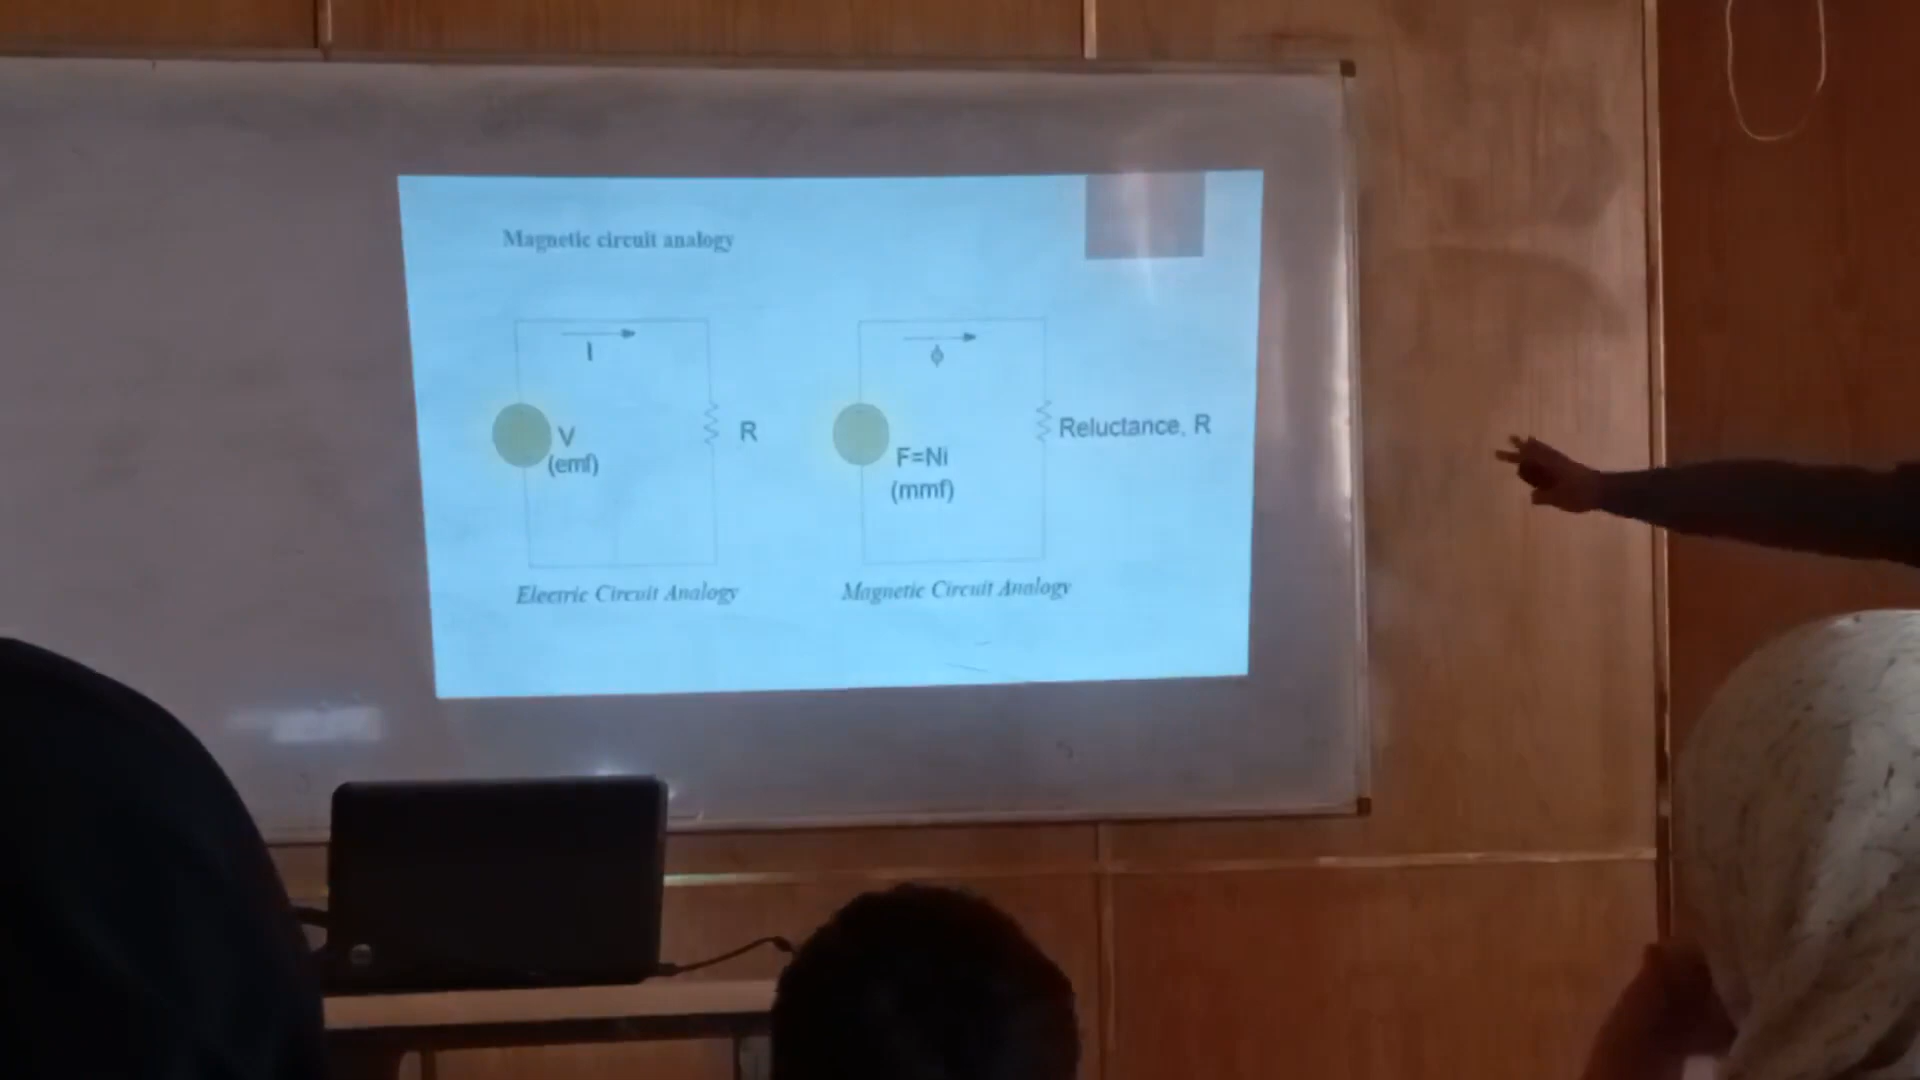 Magnetic circuit analogy
I
V
(emf)
R
ϕ
F=Ni
(mmf)
Reluctance, R
Electric Circuit Analogy
Magnetic Circuit Analogy